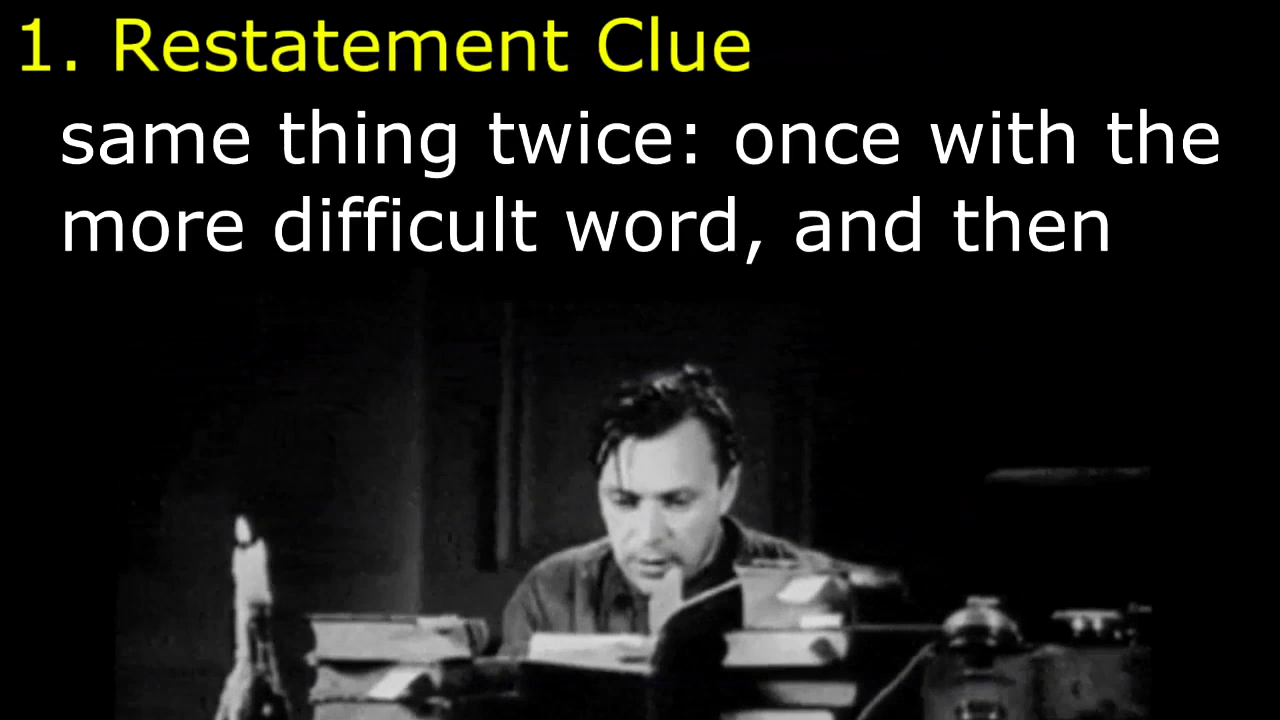 1. Restatement Clue
same thing twice: once with the
more difficult word, and then